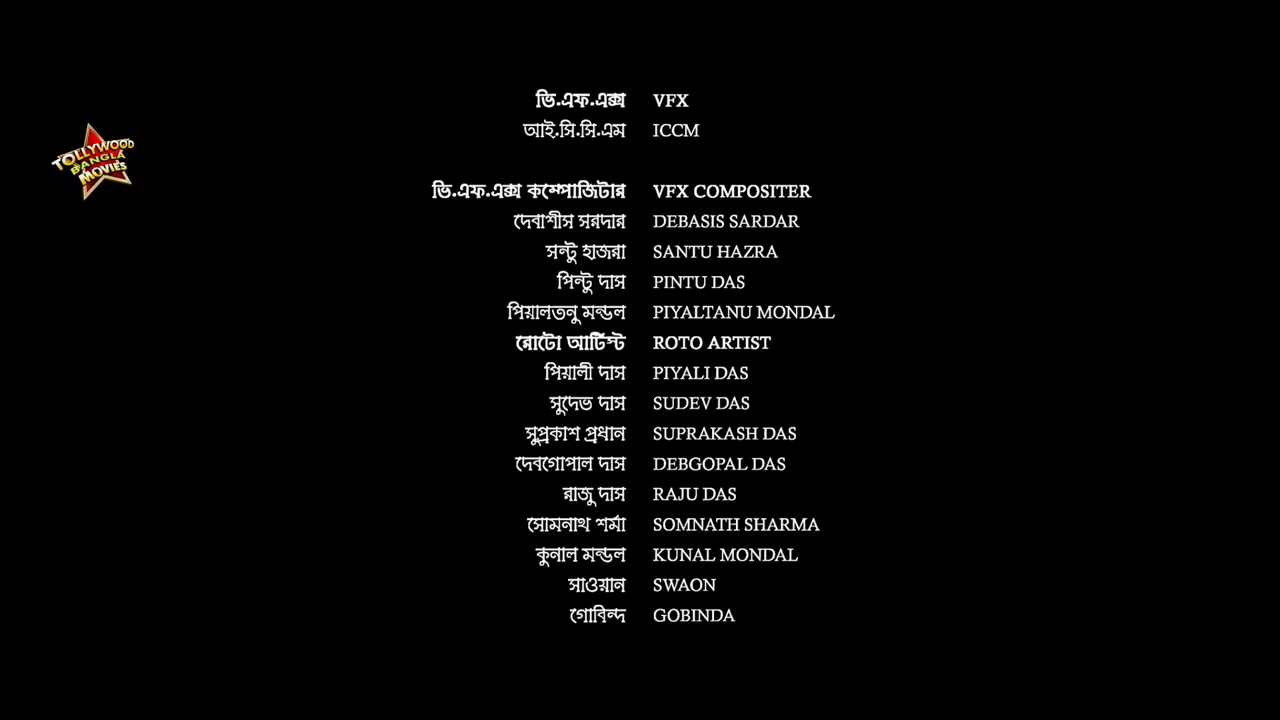 ভি.এফ.এক্স VFX
আই.সি.সি.এম ICCM
TOLLYWOOD
BANGLA
MOVIES
ভি.এফ.এক্স কম্পোজিটার VFX COMPOSITER
দেবাশীস সরদার DEBASIS SARDAR
সন্টু হাজরা SANTU HAZRA
পিন্টু দাস PINTU DAS
পিয়ালতনু মন্ডল PIYALTANU MONDAL
রোটো আর্টিস্ট ROTO ARTIST
পিয়ালী দাস PIYALI DAS
সুদেভ দাস SUDEV DAS
সুপ্রকাশ প্রধান SUPRAKASH DAS
দেবগোপাল দাস DEBGOPAL DAS
রাজু দাস RAJU DAS
সোমনাথ শর্মা SOMNATH SHARMA
কুনাল মন্ডল KUNAL MONDAL
সাওয়ান SWAON
গোবিন্দ GOBINDA